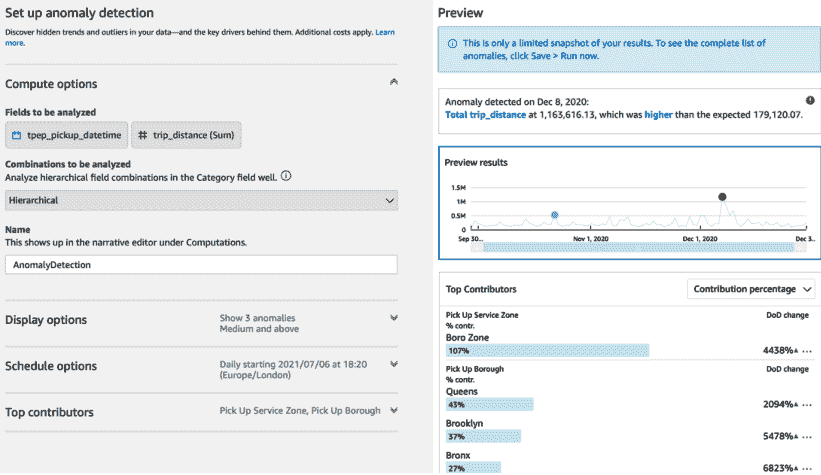 Set up anomaly detection
Discover hidden trends and outliers in your data—and the key drivers behind them. Additional costs apply. Learn
more.
Compute options
Fields to be analyzed
tpep_pickup_datetime
# trip_distance (Sum)
Combinations to be analyzed
Analyze hierarchical field combinations in the Category field well.
Hierarchical
Name
This shows up in the narrative editor under Computations.
AnomalyDetection
Display options
Show 3 anomalies
Medium and above
Schedule options
Daily starting 2021/07/06 at 18:20
(Europe/London)
Top contributors
Pick Up Service Zone, Pick Up Borough
Preview
This is only a limited snapshot of your results. To see the complete list of
anomalies, click Save > Run now.
Anomaly detected on Dec 8, 2020:
Total trip_distance at 1,163,616.13, which was higher than the expected 179,120.07.
Preview results
1.5M
1M
0.5M
0
Sep 30...
Nov 1, 2020
Dec 1, 2020
Dec 3..
Top Contributors
Contribution percentage
Pick Up Service Zone
DoD change
% contr.
Boro Zone
107%
4438%
Pick Up Borough
DoD change
% contr.
Queens
43%
2094%
Brooklyn
37%
5478%
Bronx
27%
6823%